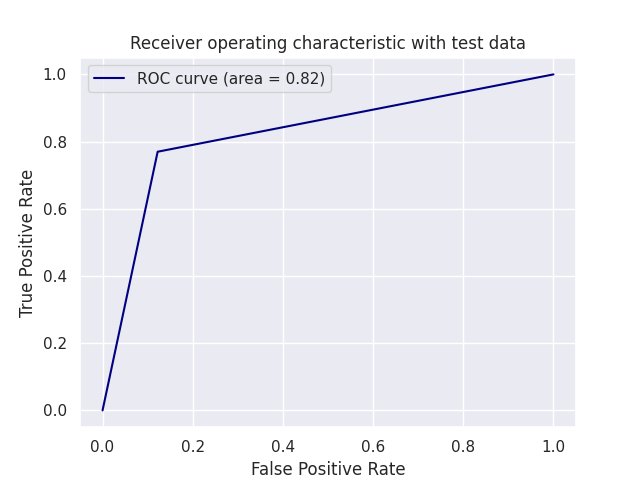 Receiver operating characteristic with test data
ROC curve (area = 0.82)
True Positive Rate
1.0
0.8
0.6
0.4
0.2
0.0
0.0 0.2 0.4 0.6 0.8 1.0
False Positive Rate